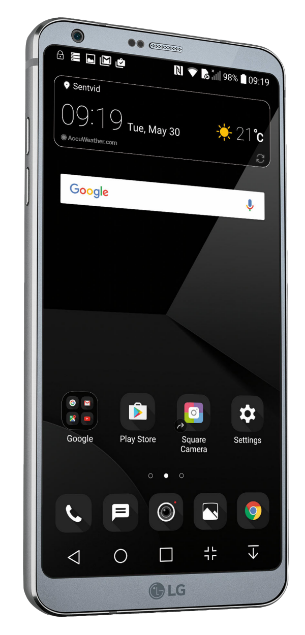 98% 09:19
Sentvid
09:19 Tue, May 30
21°C
AccuWeather.com
Google
Google
Play Store
Square
Camera
Settings
LG